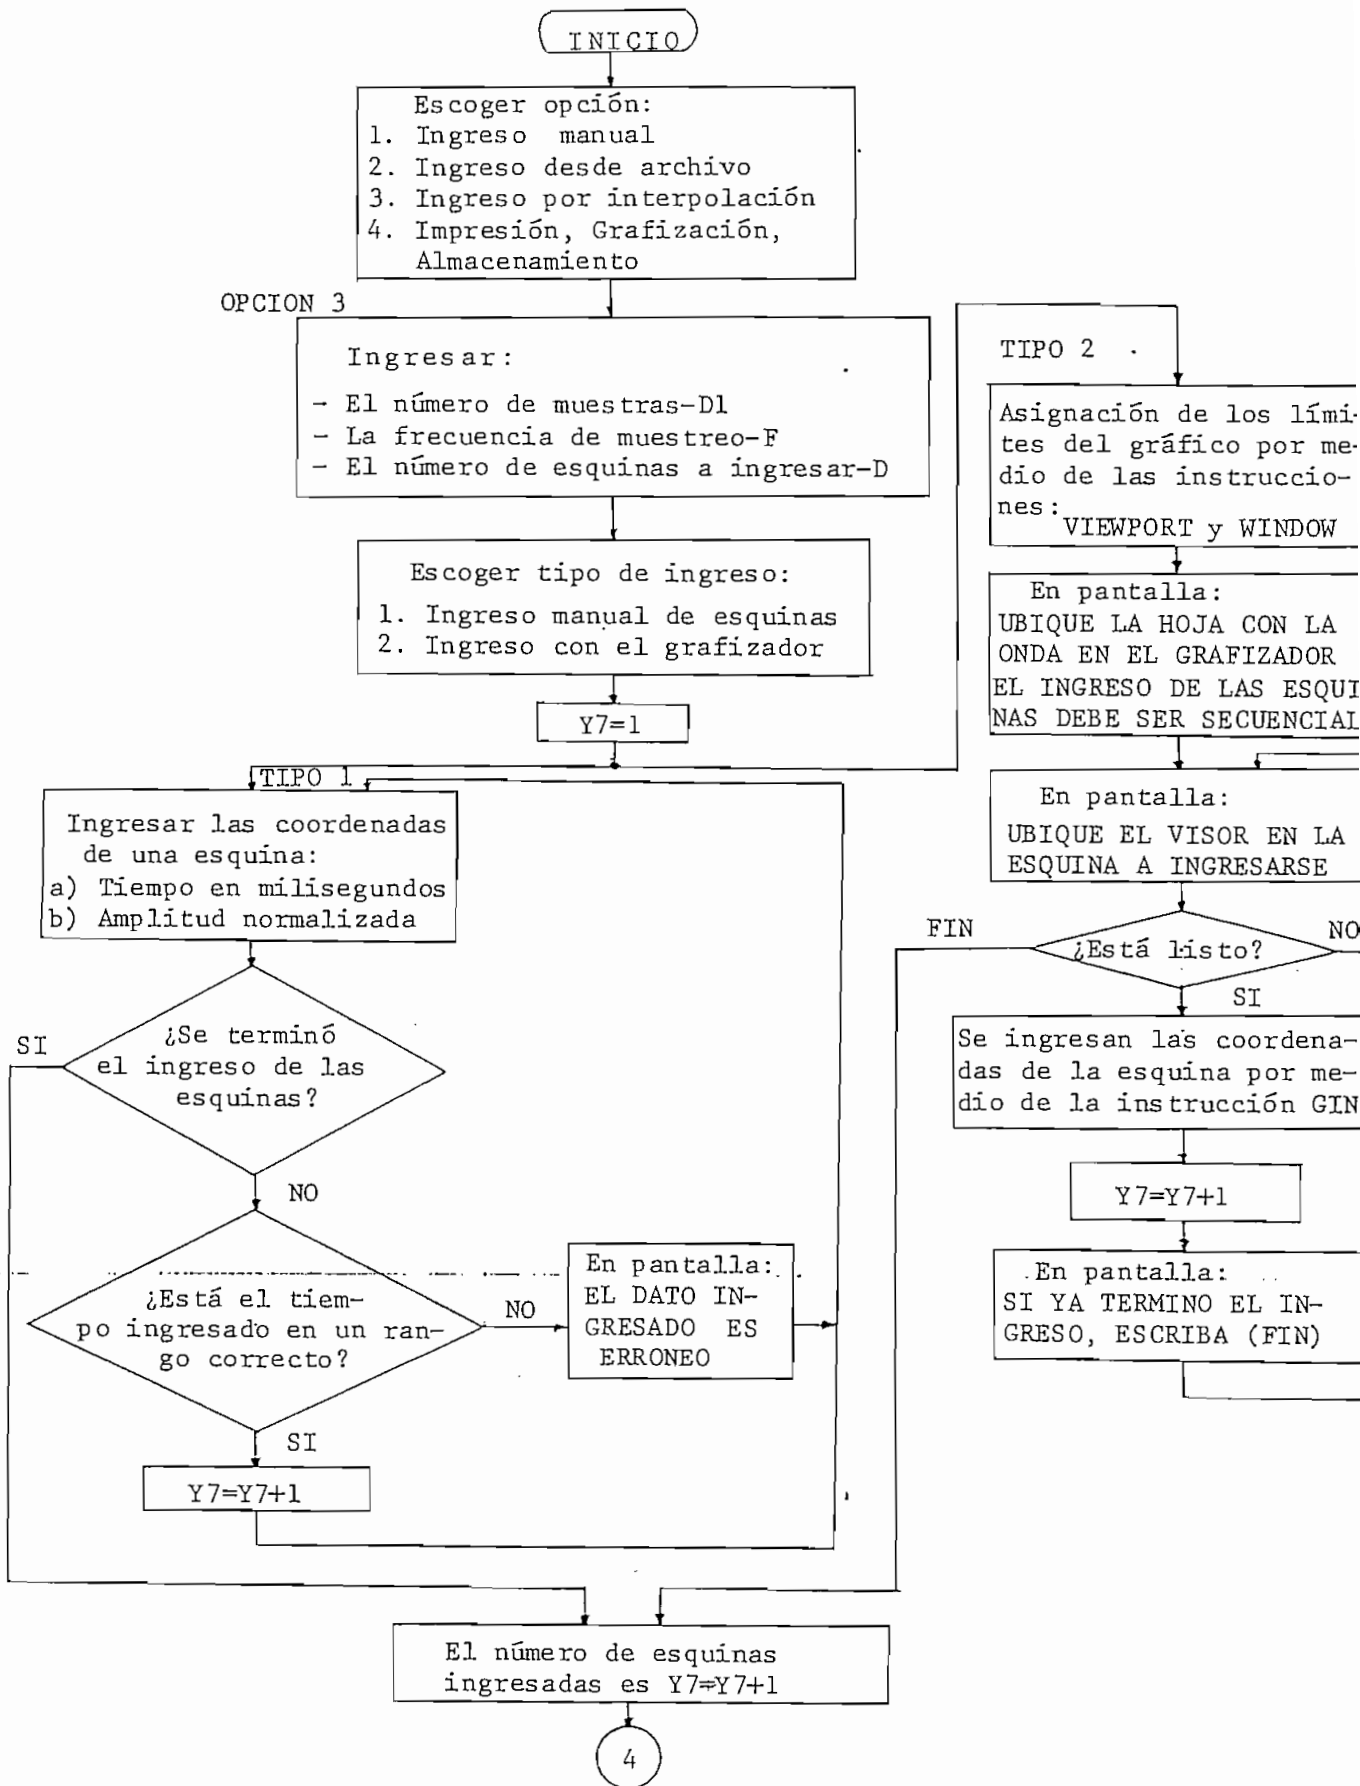 INICIO
Escoger opción:
1. Ingreso manual
2. Ingreso desde archivo
3. Ingreso por interpolación
4. Impresión, Grafización,
Almacenamiento
OPCION 3
Ingresar:
- El número de muestras-D1
- La frecuencia de muestreo-F
- El número de esquinas a ingresar-D
Escoger tipo de ingreso:
1. Ingreso manual de esquinas
2. Ingreso con el grafizador
Y7=1
TIPO 1
Ingresar las coordenadas
de una esquina:
a) Tiempo en milisegundos
b) Amplitud normalizada
¿Se terminó
el ingreso de las
esquinas?
SI
NO
¿Está el tiem-
po ingresado en un ran-
go correcto?
NO
En pantalla:
EL DATO IN-
GRESADO ES
ERRONEO
SI
Y7=Y7+1
TIPO 2
Asignación de los lími-
tes del gráfico por me-
dio de las instruccio-
nes:
VIEWPORT y WINDOW
En pantalla:
UBIQUE LA HOJA CON LA
ONDA EN EL GRAFIZADOR
EL INGRESO DE LAS ESQUI
NAS DEBE SER SECUENCIAL
En pantalla:
UBIQUE EL VISOR EN LA
ESQUINA A INGRESARSE
FIN
¿Está listo?
NO
SI
Se ingresan las coordena-
das de la esquina por me-
dio de la instrucción GIN
Y7=Y7+1
En pantalla:
SI YA TERMINO EL IN-
GRESO, ESCRIBA (FIN)
El número de esquinas
ingresadas es Y7=Y7+1
4